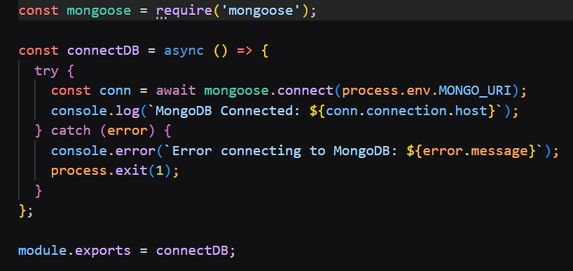 const mongoose = require('mongoose');
const connectDB = async () => {
try {
const conn = await mongoose.connect(process.env.MONGO_URI);
console.log(`MongoDB Connected: ${conn.connection.host}`);
} catch (error) {
console.error(`Error connecting to MongoDB: ${error.message}`);
process.exit(1);
}
};
module.exports = connectDB;